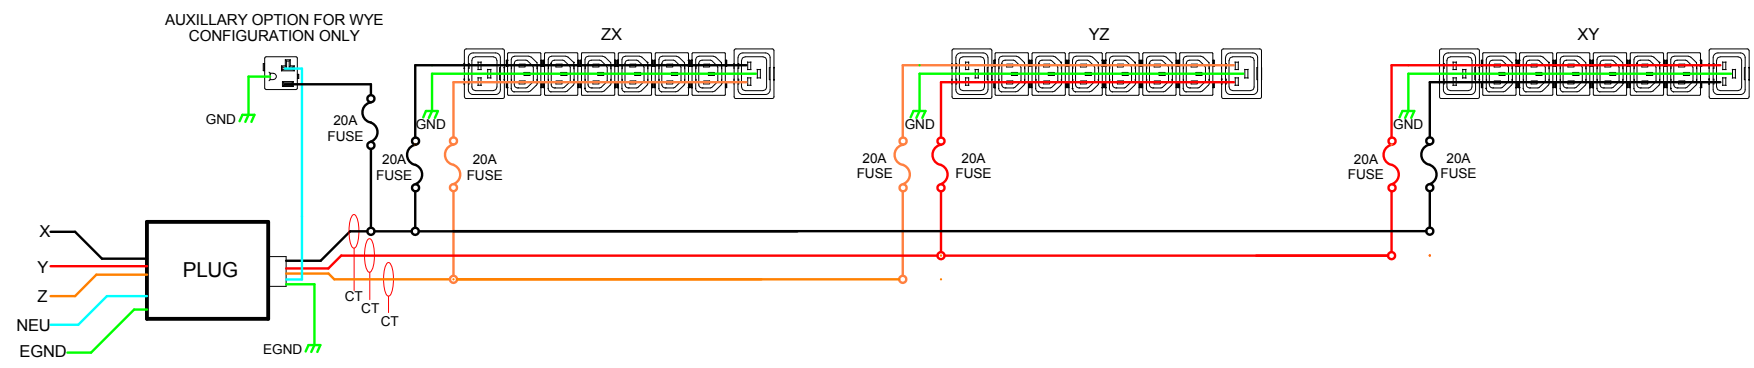 AUXILLARY OPTION FOR WYE
CONFIGURATION ONLY
ZX
YZ
XY
GND
20A
FUSE
GND
20A
FUSE
20A
FUSE
GND
20A
FUSE
20A
FUSE
GND
20A
FUSE
20A
FUSE
X
Y
Z
NEU
EGND
PLUG
EGND
CT
CT
CT